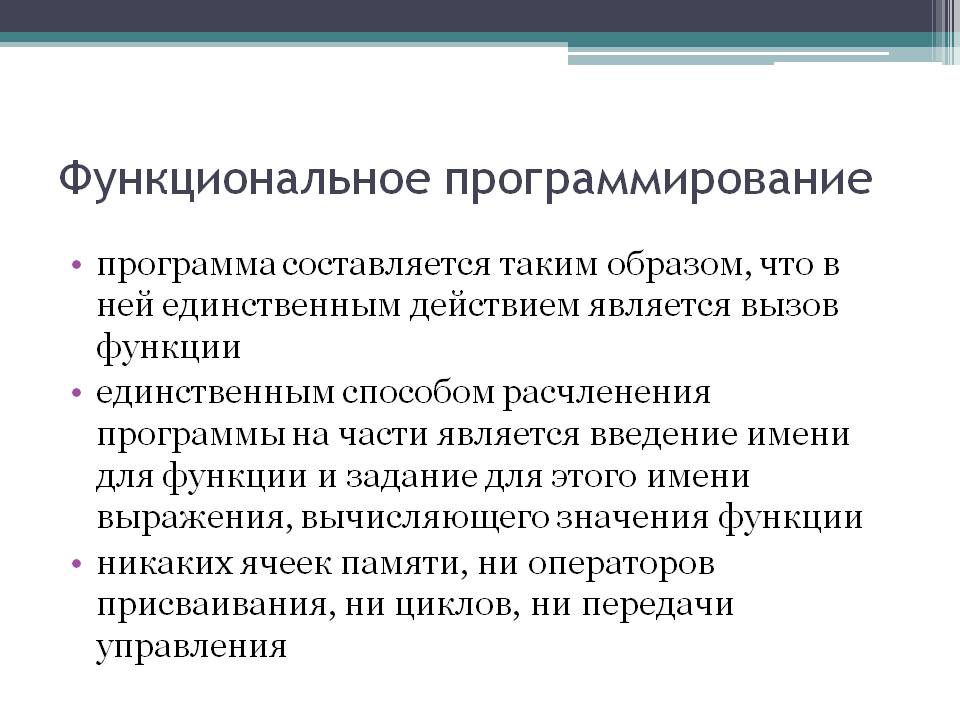 Функциональное программирование
• программа составляется таким образом, что в
ней единственным действием является вызов
функции
• единственным способом расчленения
программы на части является введение имени
для функции и задание для этого имени
выражения, вычисляющего значения функции
• никаких ячеек памяти, ни операторов
присваивания, ни циклов, ни передачи
управления